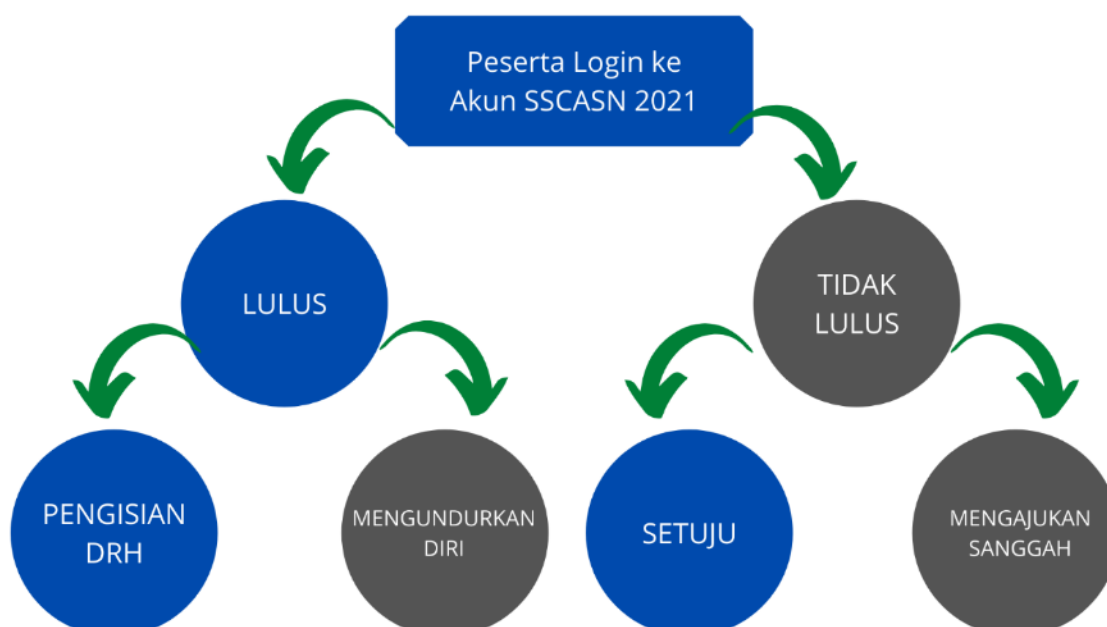 Peserta Login ke
Akun SSCASN 2021
LULUS
TIDAK
LULUS
PENGISIAN
DRH
MENGUNDURKAN
DIRI
SETUJU
MENGAJUKAN
SANGGAH